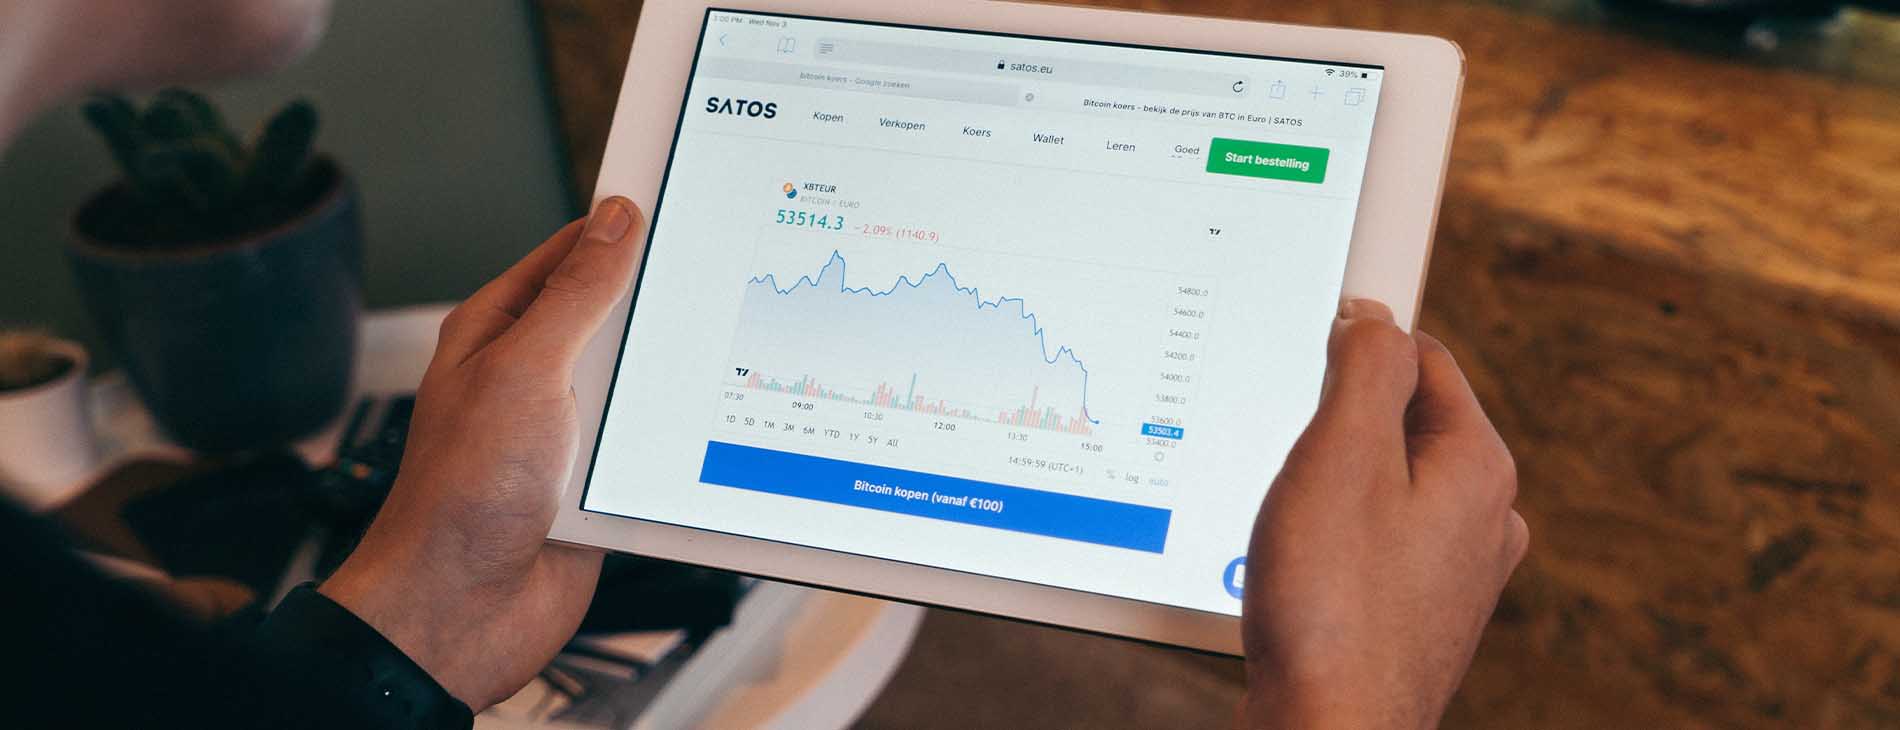 3:00 PM Wed Nov 3
39%
satos.eu
bitcoin koers - Google zoeken
Bitcoin koers - bekijk de prijs van BTC in Euro | SATOS
SATOS
Kopen
Verkopen
Koers
Wallet
Leren
Goed
Start bestelling
XBTEUR
BITCOIN / EURO
53514.3 -2.09% (1140.9)
54800.0
54600.0
54400.0
54200.0
54000.0
53800.0
53600.0
53503.4
53400.0
07:30
09:00
10:30
12:00
13:30
15:00
1D 5D 1M 3M 6M YTD 1Y 5Y All
14:59:59 (UTC+1) % log auto
Bitcoin kopen (vanaf €100)